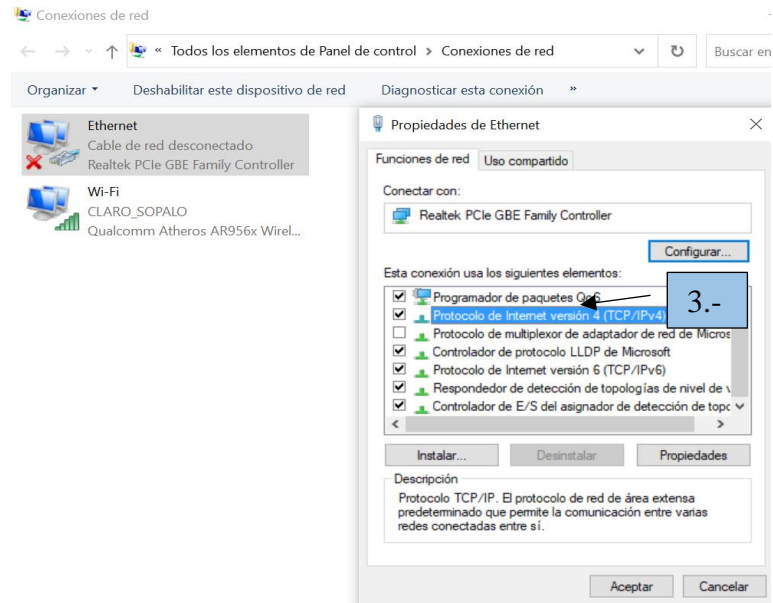 Conexiones de red
« Todos los elementos de Panel de control > Conexiones de red
Buscar en
Organizar
Deshabilitar este dispositivo de red
Diagnosticar esta conexión
»
Ethernet
Cable de red desconectado
Realtek PCIe GBE Family Controller
Wi-Fi
CLARO_SOPALO
Qualcomm Atheros AR956x Wirel...
Propiedades de Ethernet
Funciones de red
Uso compartido
Conectar con:
Realtek PCIe GBE Family Controller
Configurar...
Esta conexión usa los siguientes elementos:
Programador de paquetes QoS
3.-
Protocolo de Internet versión 4 (TCP/IPv4)
Protocolo de multiplexor de adaptador de red de Micros
Controlador de protocolo LLDP de Microsoft
Protocolo de Internet versión 6 (TCP/IPv6)
Respondedor de detección de topologías de nivel de v
Controlador de E/S del asignador de detección de topo
Instalar...
Desinstalar
Propiedades
Descripción
Protocolo TCP/IP. El protocolo de red de área extensa
predeterminado que permite la comunicación entre varias
redes conectadas entre sí.
Aceptar
Cancelar